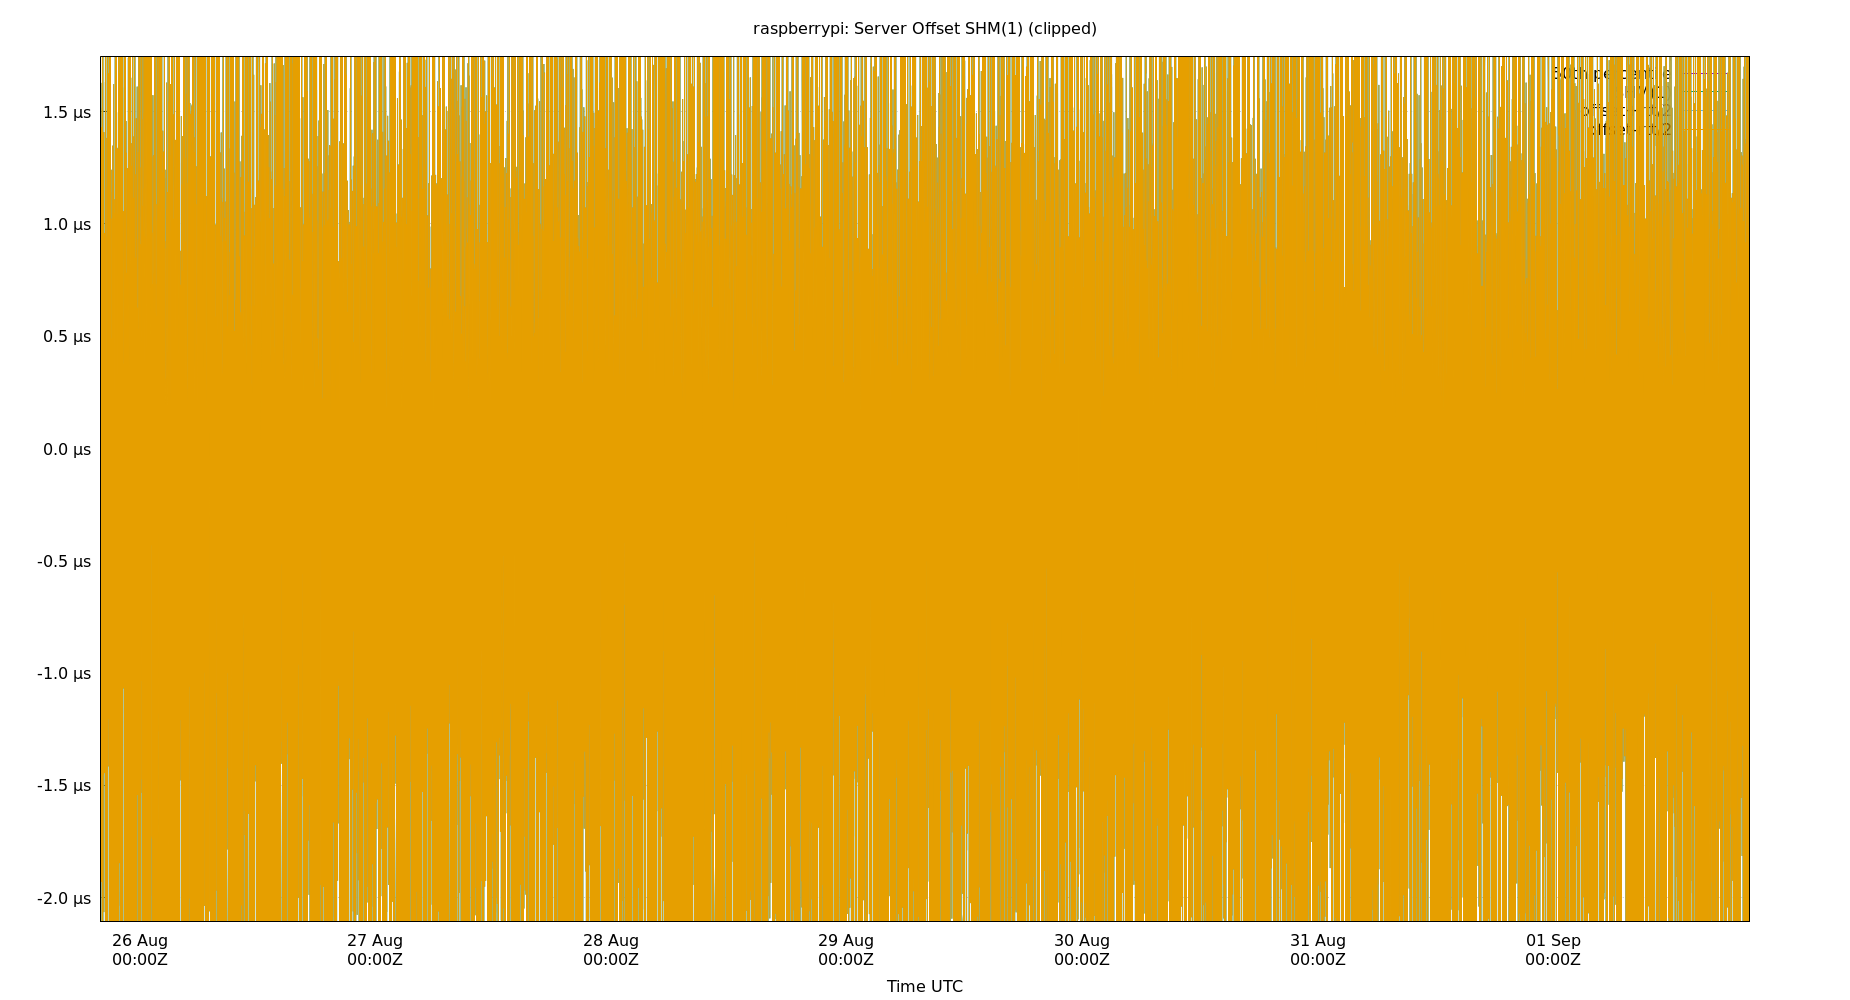 raspberrypi: Server Offset SHM(1) (clipped)
1.5 µs
1.0 µs
0.5 µs
0.0 µs
-0.5 µs
-1.0 µs
-1.5 µs
-2.0 µs
26 Aug 27 Aug 28 Aug 29 Aug 30 Aug 31 Aug 01 Sep
00:00Z 00:00Z 00:00Z 00:00Z 00:00Z 00:00Z 00:00Z
Time UTC